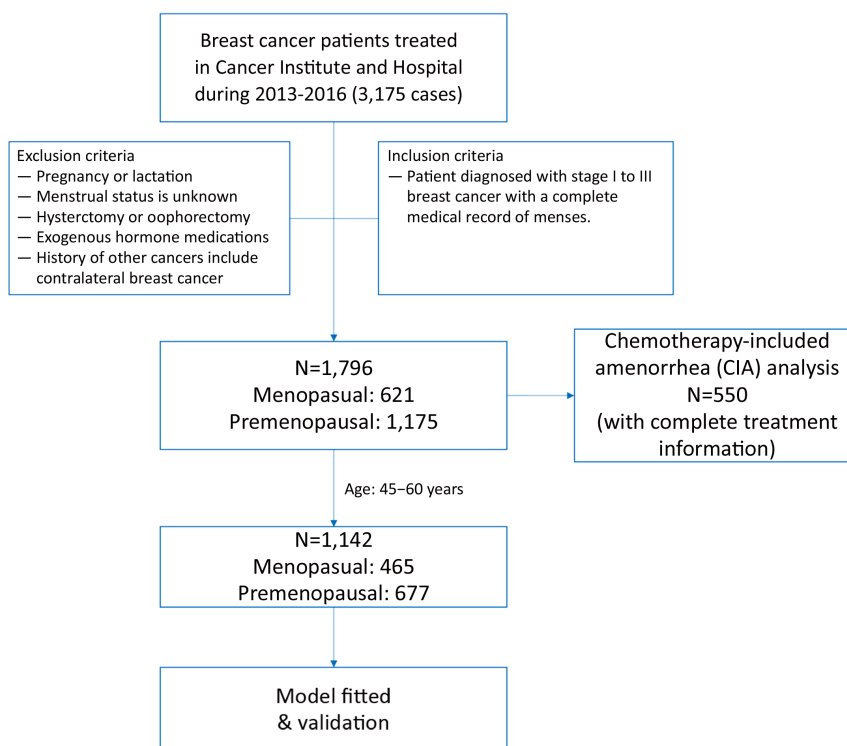 Breast cancer patients treated
in Cancer Institute and Hospital
during 2013-2016 (3,175 cases)
Exclusion criteria
— Pregnancy or lactation
— Menstrual status is unknown
— Hysterctomy or oophorectomy
— Exogenous hormone medications
— History of other cancers include
contralateral breast cancer
Inclusion criteria
— Patient diagnosed with stage I to III
breast cancer with a complete
medical record of menses.
N=1,796
Menopasual: 621
Premenopausal: 1,175
Chemotherapy-included
amenorrhea (CIA) analysis
N=550
(with complete treatment
information)
Age: 45−60 years
N=1,142
Menopasual: 465
Premenopausal: 677
Model fitted
& validation